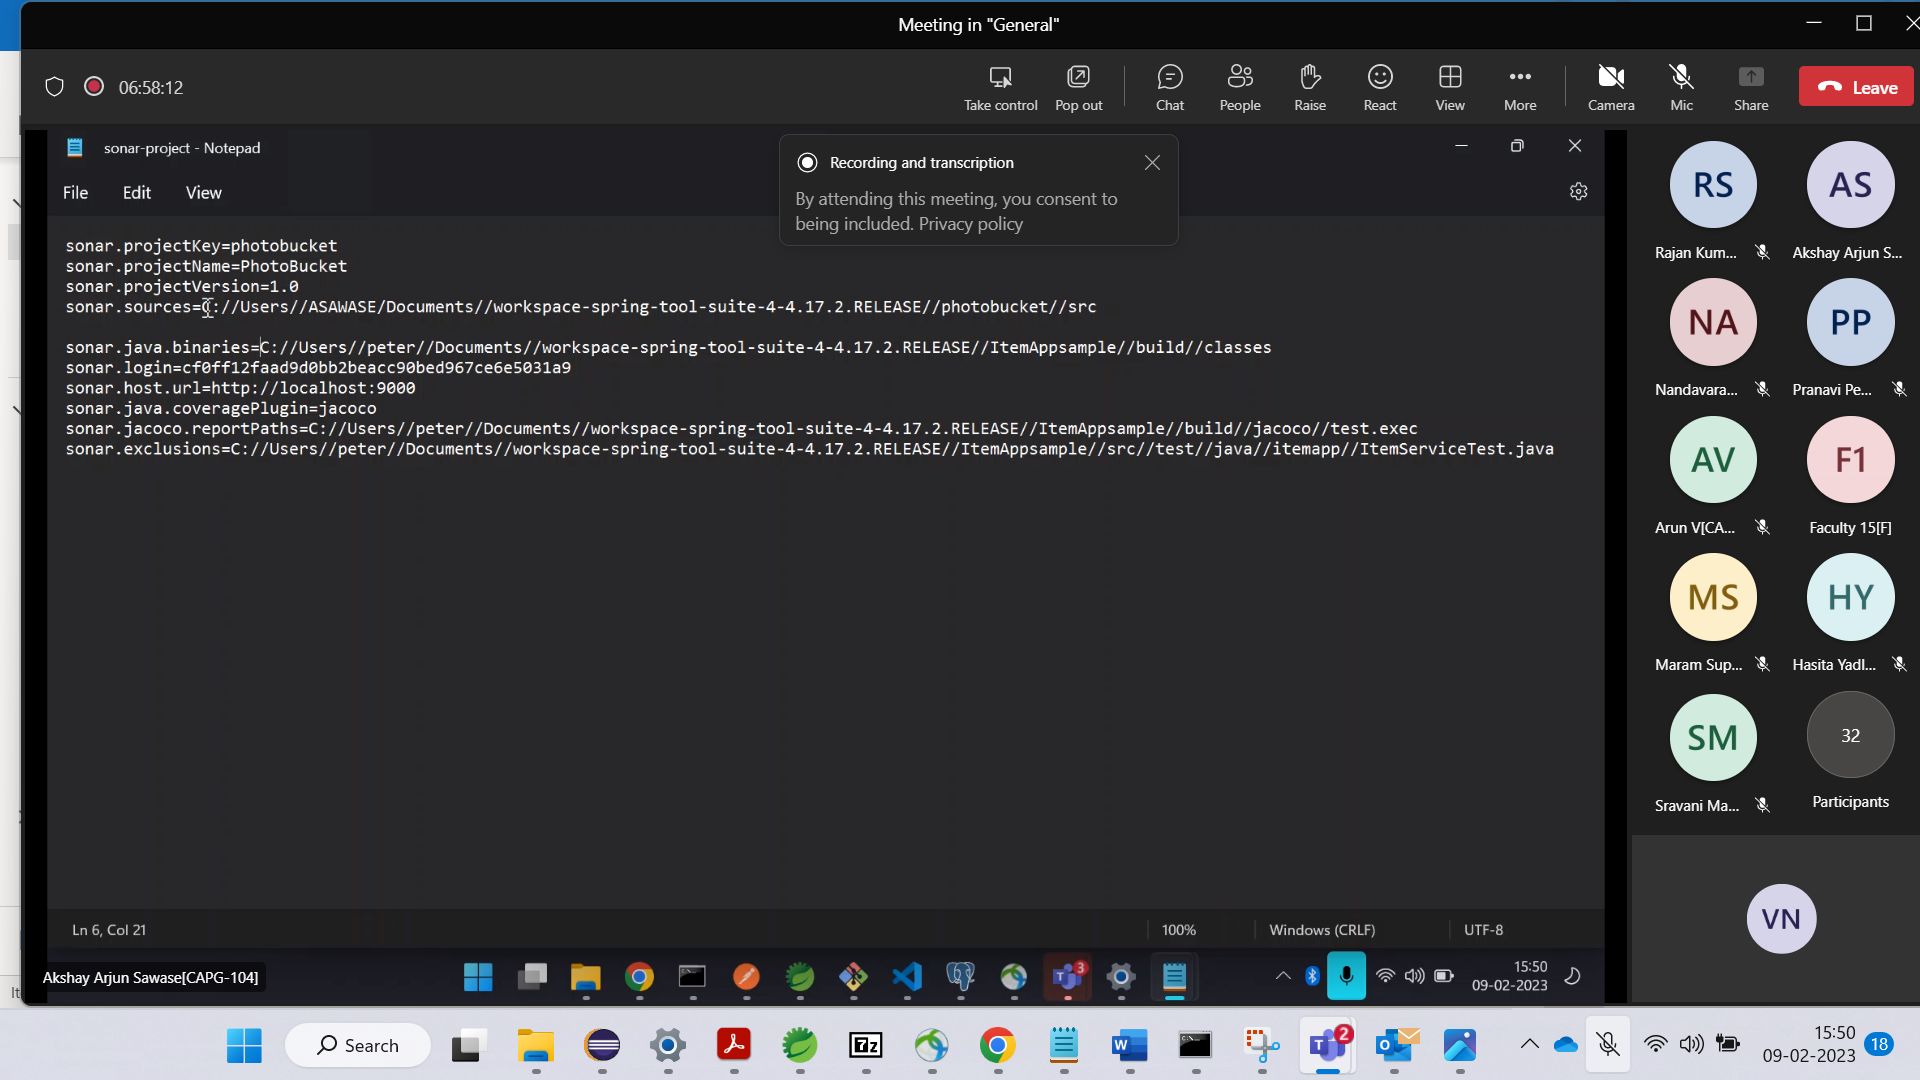 Meeting in "General"
06:58:12
Take control
Pop out
Chat
People
Raise
React
View
More
Camera
Mic
Share
Leave
sonar-project - Notepad
File
Edit
View
Recording and transcription
By attending this meeting, you consent to
being included. Privacy policy
sonar.projectKey=photobucket
sonar.projectName=PhotoBucket
sonar.projectVersion=1.0
sonar.sources=C://Users//ASAWASE/Documents//workspace-spring-tool-suite-4-4.17.2.RELEASE//photobucket//src
sonar.java.binaries=C://Users//peter//Documents//workspace-spring-tool-suite-4-4.17.2.RELEASE//ItemAppsample//build//classes
sonar.login=cf0ff12faad9d0bb2beacc90bed967ce6e5031a9
sonar.host.url=http://localhost:9000
sonar.java.coveragePlugin=jacoco
sonar.jacoco.reportPaths=C://Users//peter//Documents//workspace-spring-tool-suite-4-4.17.2.RELEASE//ItemAppsample//build//jacoco//test.exec
sonar.exclusions=C://Users//peter//Documents//workspace-spring-tool-suite-4-4.17.2.RELEASE//ItemAppsample//src//test//java//itemapp//ItemServiceTest.java
Ln 6, Col 21
100%
Windows (CRLF)
UTF-8
Akshay Arjun Sawase[CAPG-104]
3
15:50
09-02-2023
RS
AS
Rajan Kum...
Akshay Arjun S...
NA
PP
Nandavara...
Pranavi Pe...
AV
F1
Arun V[CA...
Faculty 15[F]
MS
HY
Maram Sup...
Hasita Yadl...
SM
32
Sravani Ma...
Participants
VN
It
Search
7z
W
2
15:50
09-02-2023
18